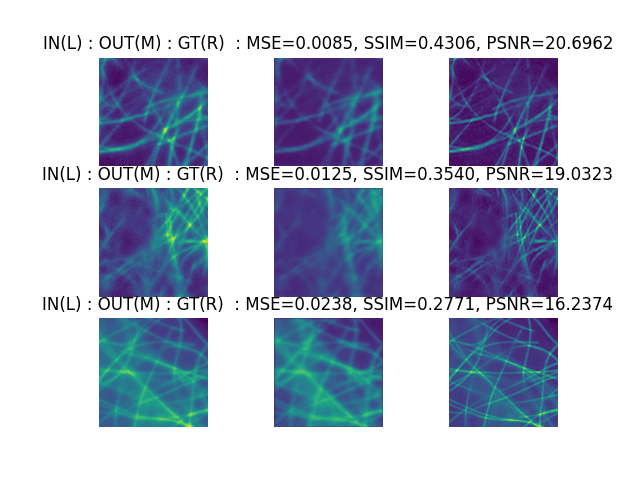 IN(L) : OUT(M) : GT(R)  : MSE=0.0085, SSIM=0.4306, PSNR=20.6962
IN(L) : OUT(M) : GT(R)  : MSE=0.0125, SSIM=0.3540, PSNR=19.0323
IN(L) : OUT(M) : GT(R)  : MSE=0.0238, SSIM=0.2771, PSNR=16.2374